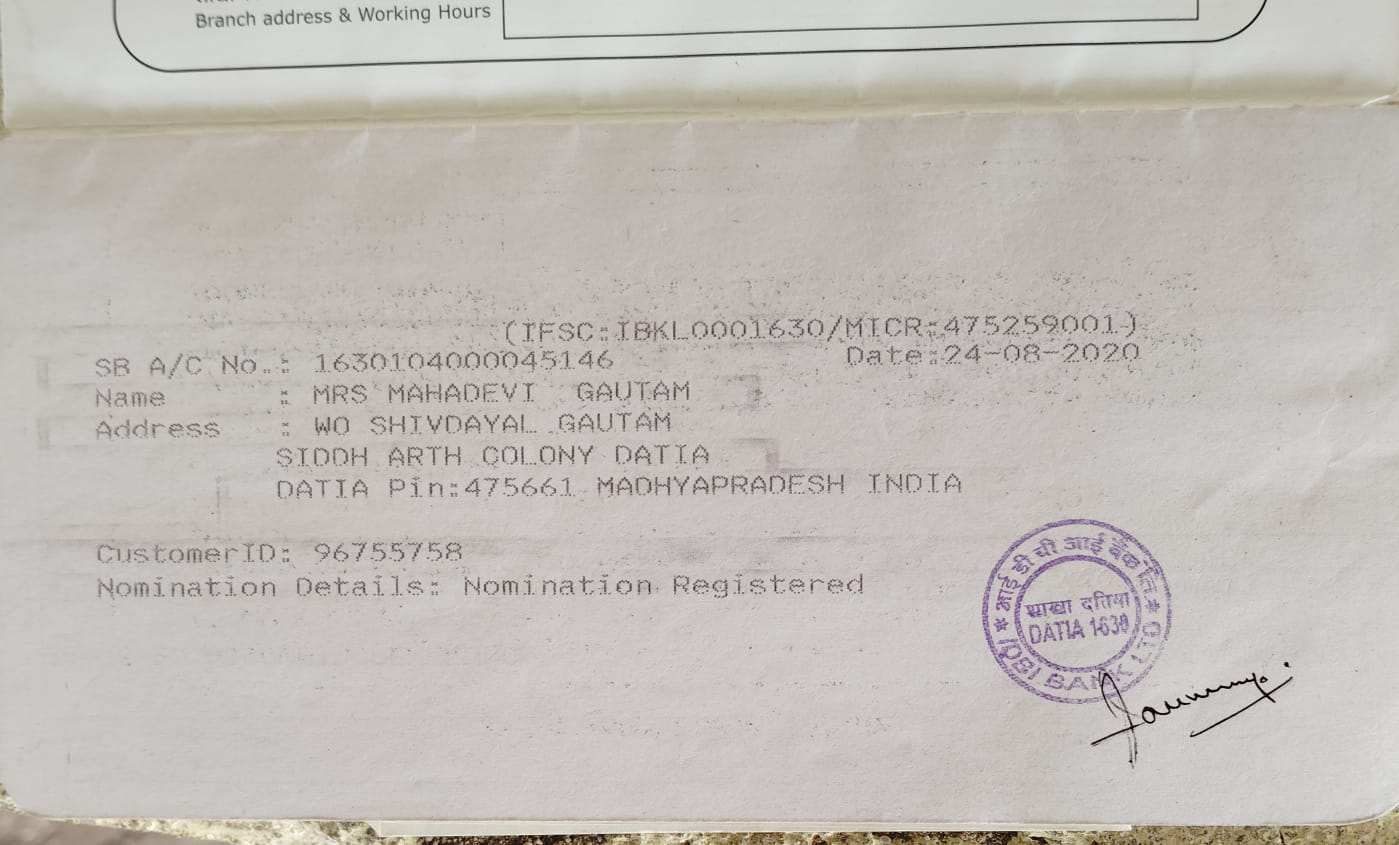 Branch address & Working Hours
(IFSC:IBKL0001630/MICR:475259001)
SB A/C No.: 1630104000045146 Date:24-08-2020
Name : MRS MAHADEVI GAUTAM
Address : WO SHIVDAYAL GAUTAM
SIDDH ARTH COLONY DATIA
DATIA Pin:475661 MADHYAPRADESH INDIA
CustomerID: 96755758
Nomination Details: Nomination Registered
आई डी बी आई बैंक लि
शाखा दतिया
DATIA 1630
IDBI BANK LTD